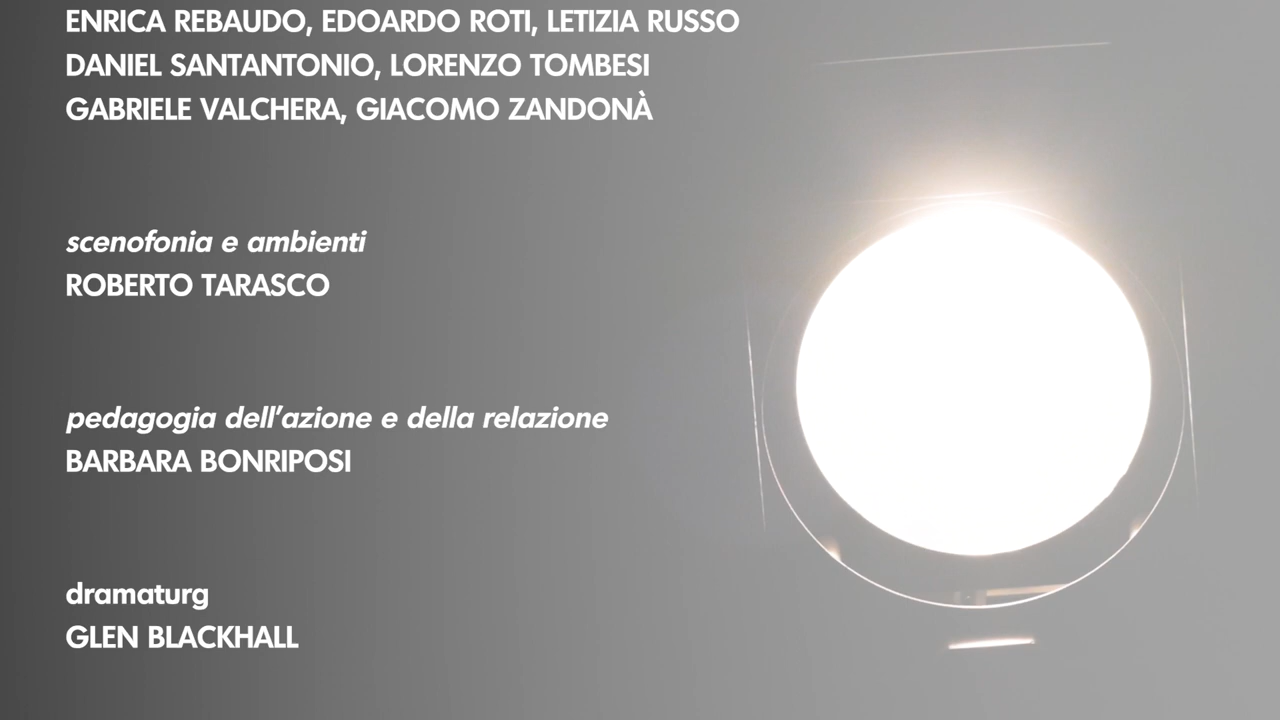 ENRICA REBAUDO, EDOARDO ROTI, LETIZIA RUSSO
DANIEL SANTANTONIO, LORENZO TOMBESI
GABRIELE VALCHERA, GIACOMO ZANDONÀ
scenofonia e ambienti
ROBERTO TARASCO
pedagogia dell’azione e della relazione
BARBARA BONRIPOSI
dramaturg
GLEN BLACKHALL